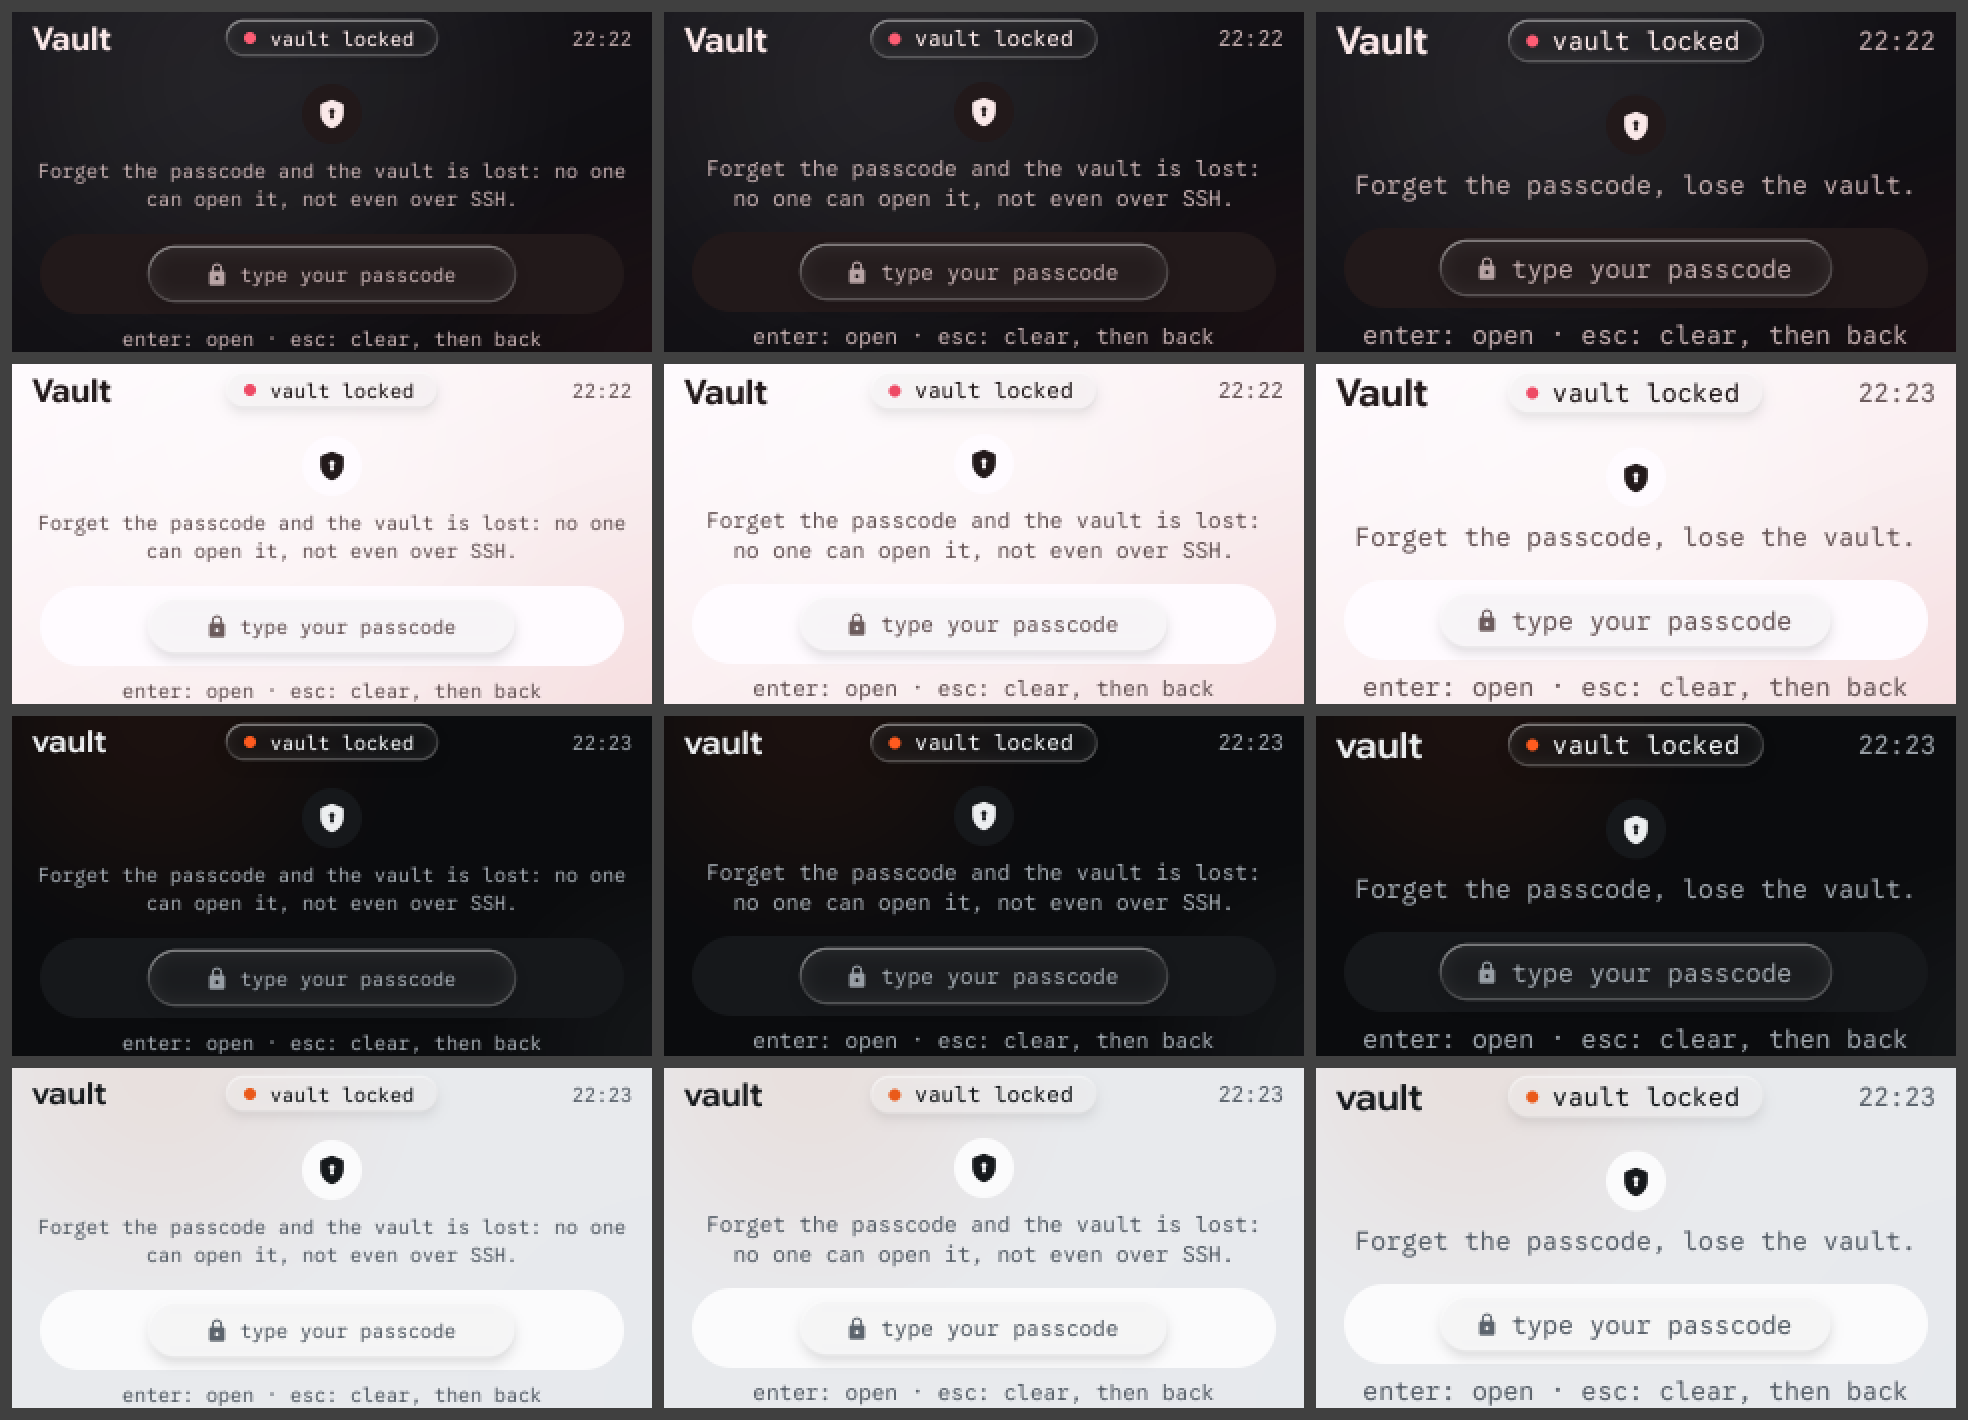 Vault
vault locked
22:22
Forget the passcode and the vault is lost: no one
can open it, not even over SSH.
type your passcode
enter: open · esc: clear, then back
Vault
vault locked
22:22
Forget the passcode and the vault is lost:
no one can open it, not even over SSH.
type your passcode
enter: open · esc: clear, then back
Vault
vault locked
22:22
Forget the passcode, lose the vault.
type your passcode
enter: open · esc: clear, then back
Vault
vault locked
22:22
Forget the passcode and the vault is lost: no one
can open it, not even over SSH.
type your passcode
enter: open · esc: clear, then back
Vault
vault locked
22:22
Forget the passcode and the vault is lost:
no one can open it, not even over SSH.
type your passcode
enter: open · esc: clear, then back
Vault
vault locked
22:23
Forget the passcode, lose the vault.
type your passcode
enter: open · esc: clear, then back
vault
vault locked
22:23
Forget the passcode and the vault is lost: no one
can open it, not even over SSH.
type your passcode
enter: open · esc: clear, then back
vault
vault locked
22:23
Forget the passcode and the vault is lost:
no one can open it, not even over SSH.
type your passcode
enter: open · esc: clear, then back
vault
vault locked
22:23
Forget the passcode, lose the vault.
type your passcode
enter: open · esc: clear, then back
vault
vault locked
22:23
Forget the passcode and the vault is lost: no one
can open it, not even over SSH.
type your passcode
enter: open · esc: clear, then back
vault
vault locked
22:23
Forget the passcode and the vault is lost:
no one can open it, not even over SSH.
type your passcode
enter: open · esc: clear, then back
vault
vault locked
22:23
Forget the passcode, lose the vault.
type your passcode
enter: open · esc: clear, then back